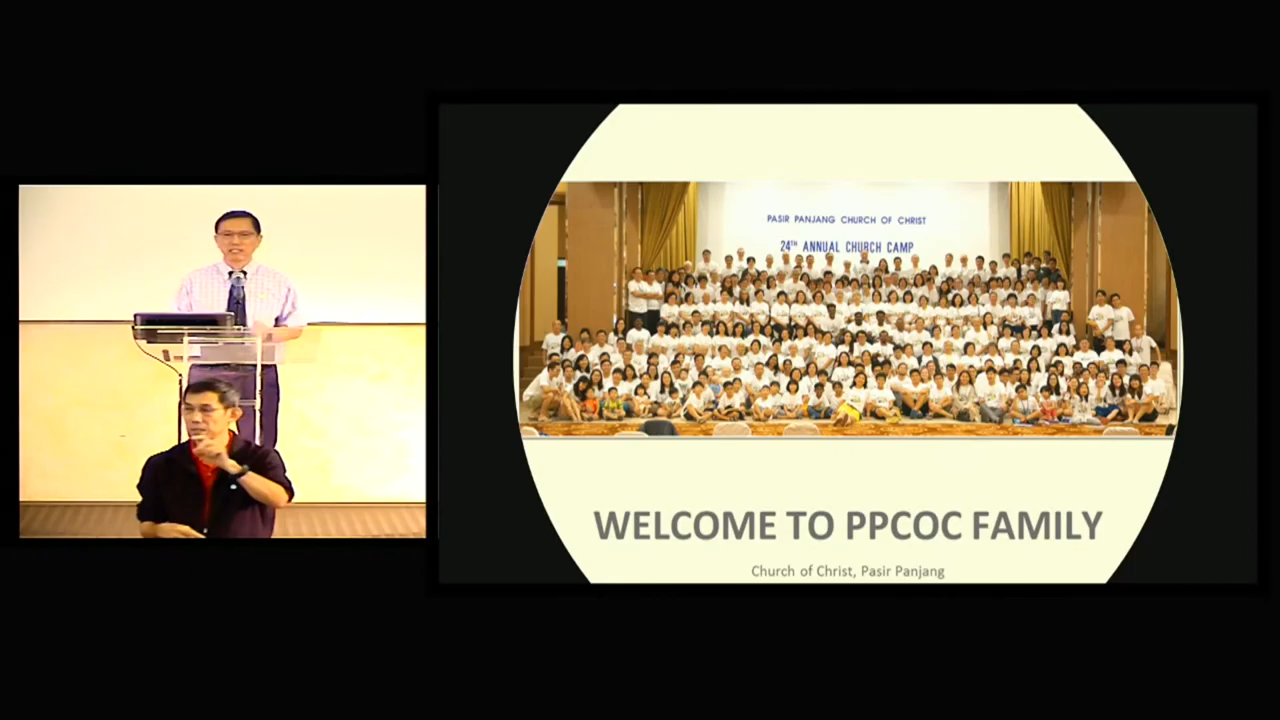 PASIR PANJANG CHURCH OF CHRIST
24TH ANNUAL CHURCH CAMP
WELCOME TO PPCOC FAMILY
Church of Christ, Pasir Panjang